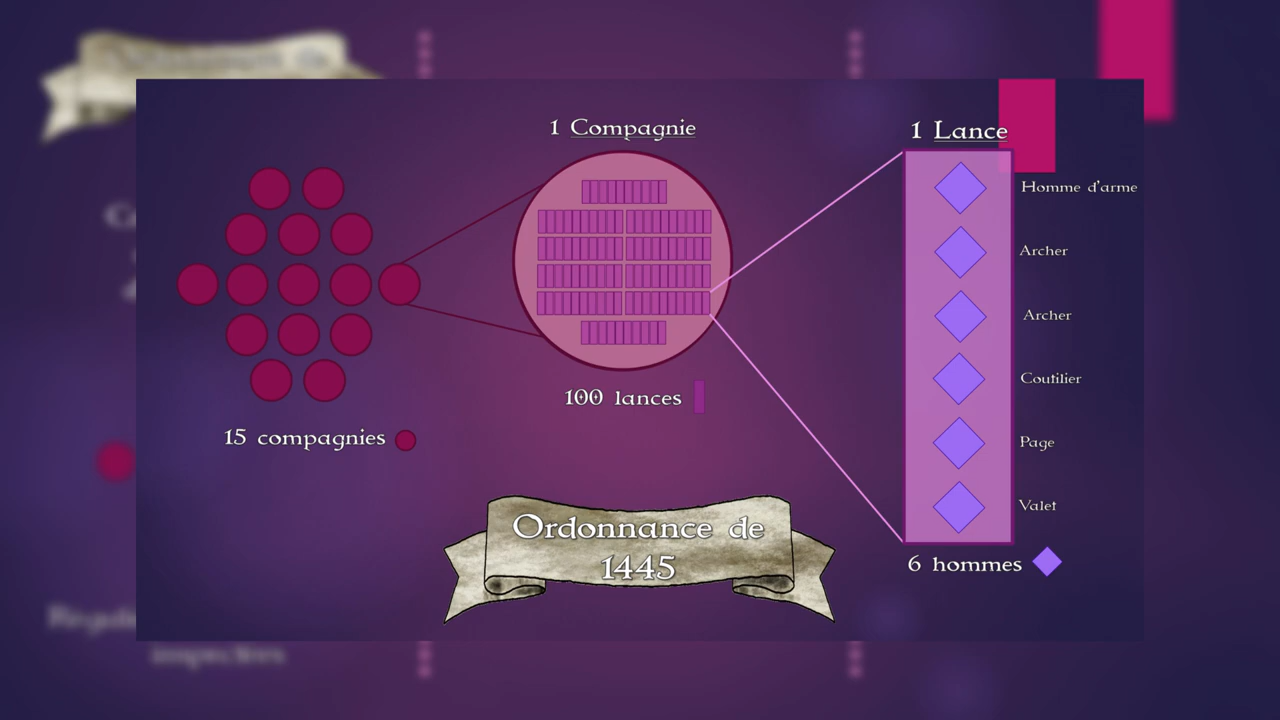 1 Compagnie
1 Lance
Homme d'arme
Archer
Archer
Coutilier
Page
Valet
100 lances
15 compagnies
6 hommes
Ordonnance de
1445